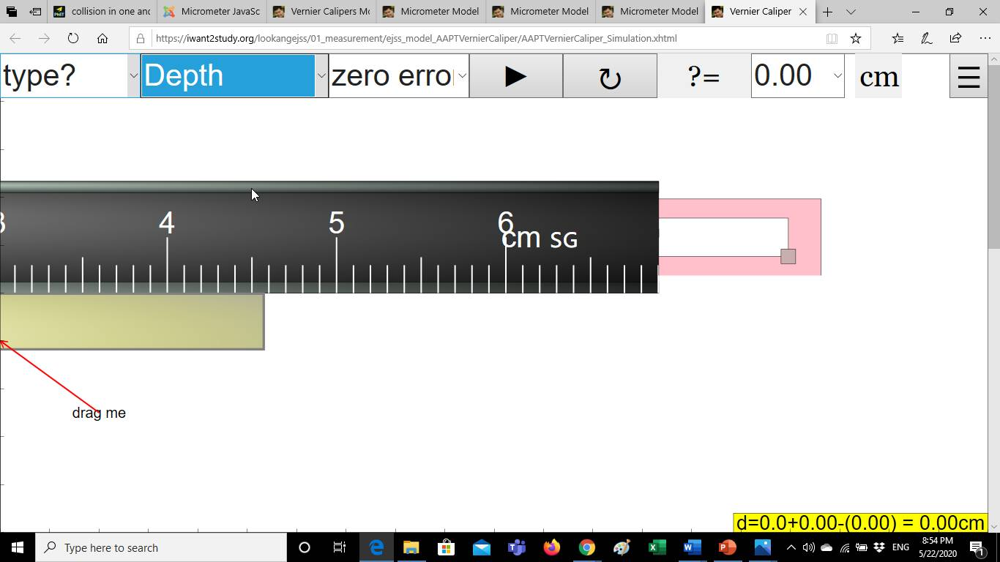 collision in one and
Micrometer JavaSc
Vernier Calipers Mo
Micrometer Model
Micrometer Model
Micrometer Model
Vernier Caliper
https://iwant2study.org/lookangejss/01_measurement/ejss_model_AAPTVernierCaliper/AAPTVernierCaliper_Simulation.xhtml
type? Depth zero erro ?= 0.00 cm
3 4 5 6
cm SG
drag me
d=0.0+0.00-(0.00) = 0.00cm
Type here to search
ENG
8:54 PM
5/22/2020
1